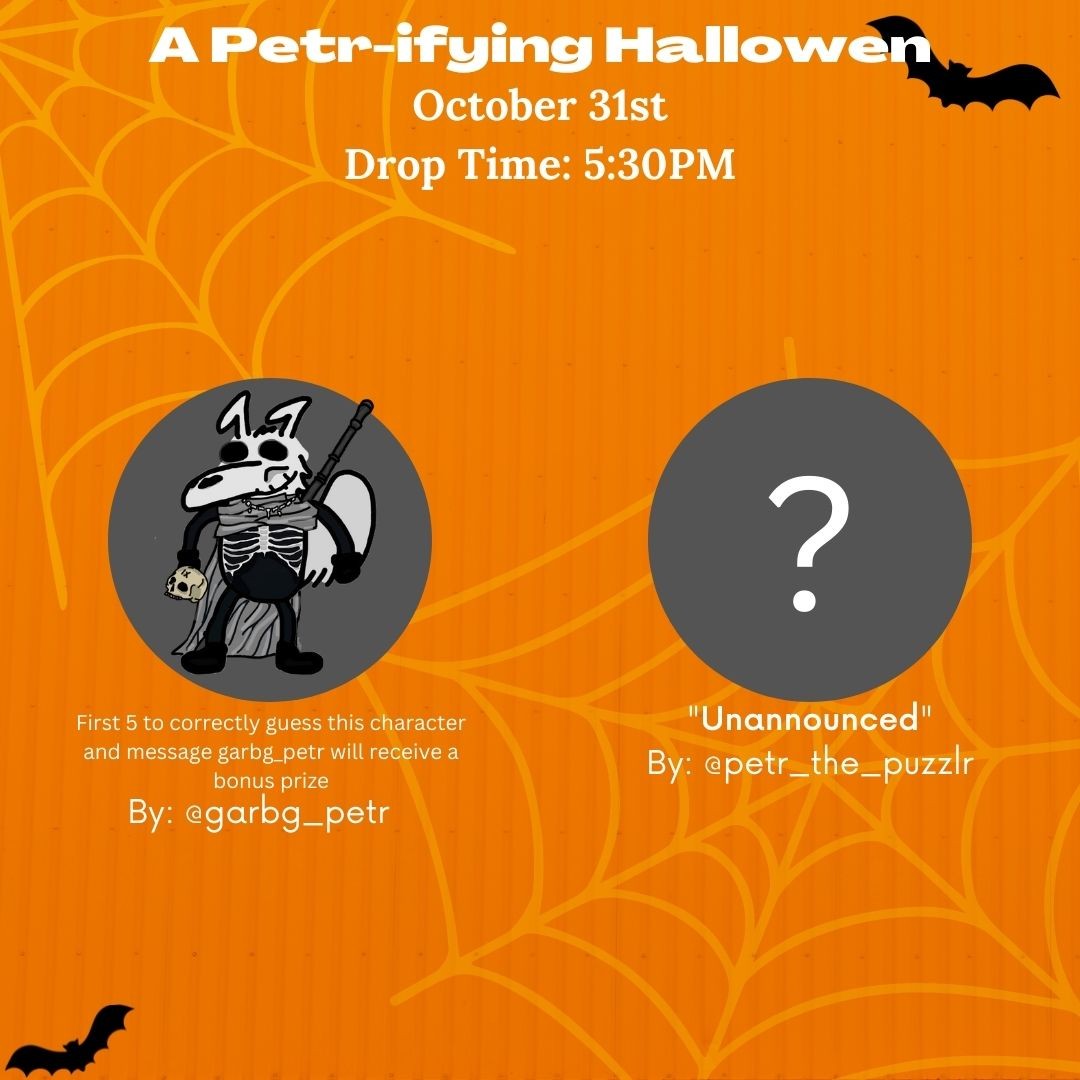 A Petr-ifying Hallowen
October 31st
Drop Time: 5:30PM
First 5 to correctly guess this character
and message garbg_petr will receive a
bonus prize
By: @garbg_petr
?
"Unannounced"
By: @petr_the_puzzlr